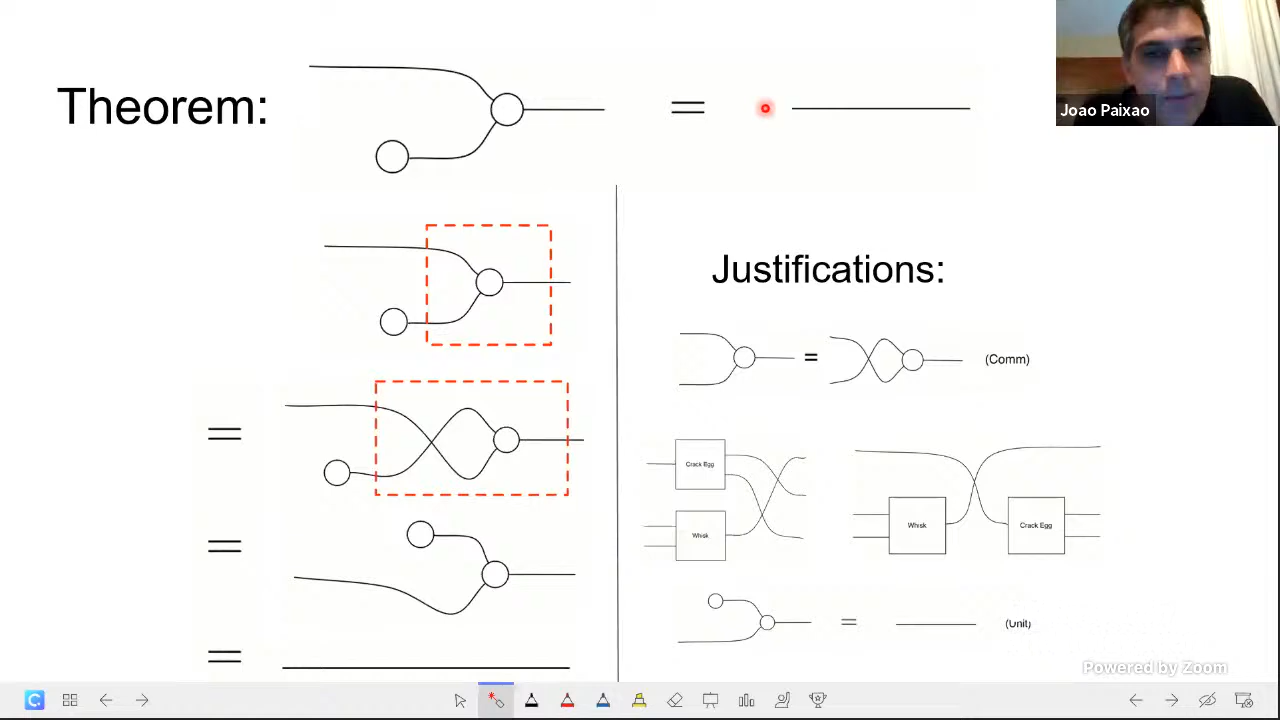 Theorem:
=
Joao Paixao
Justifications:
=
(Comm)
=
Crack Egg
Whisk
Whisk
Crack Egg
=
=
(Unit)
=
Powered by Zoom